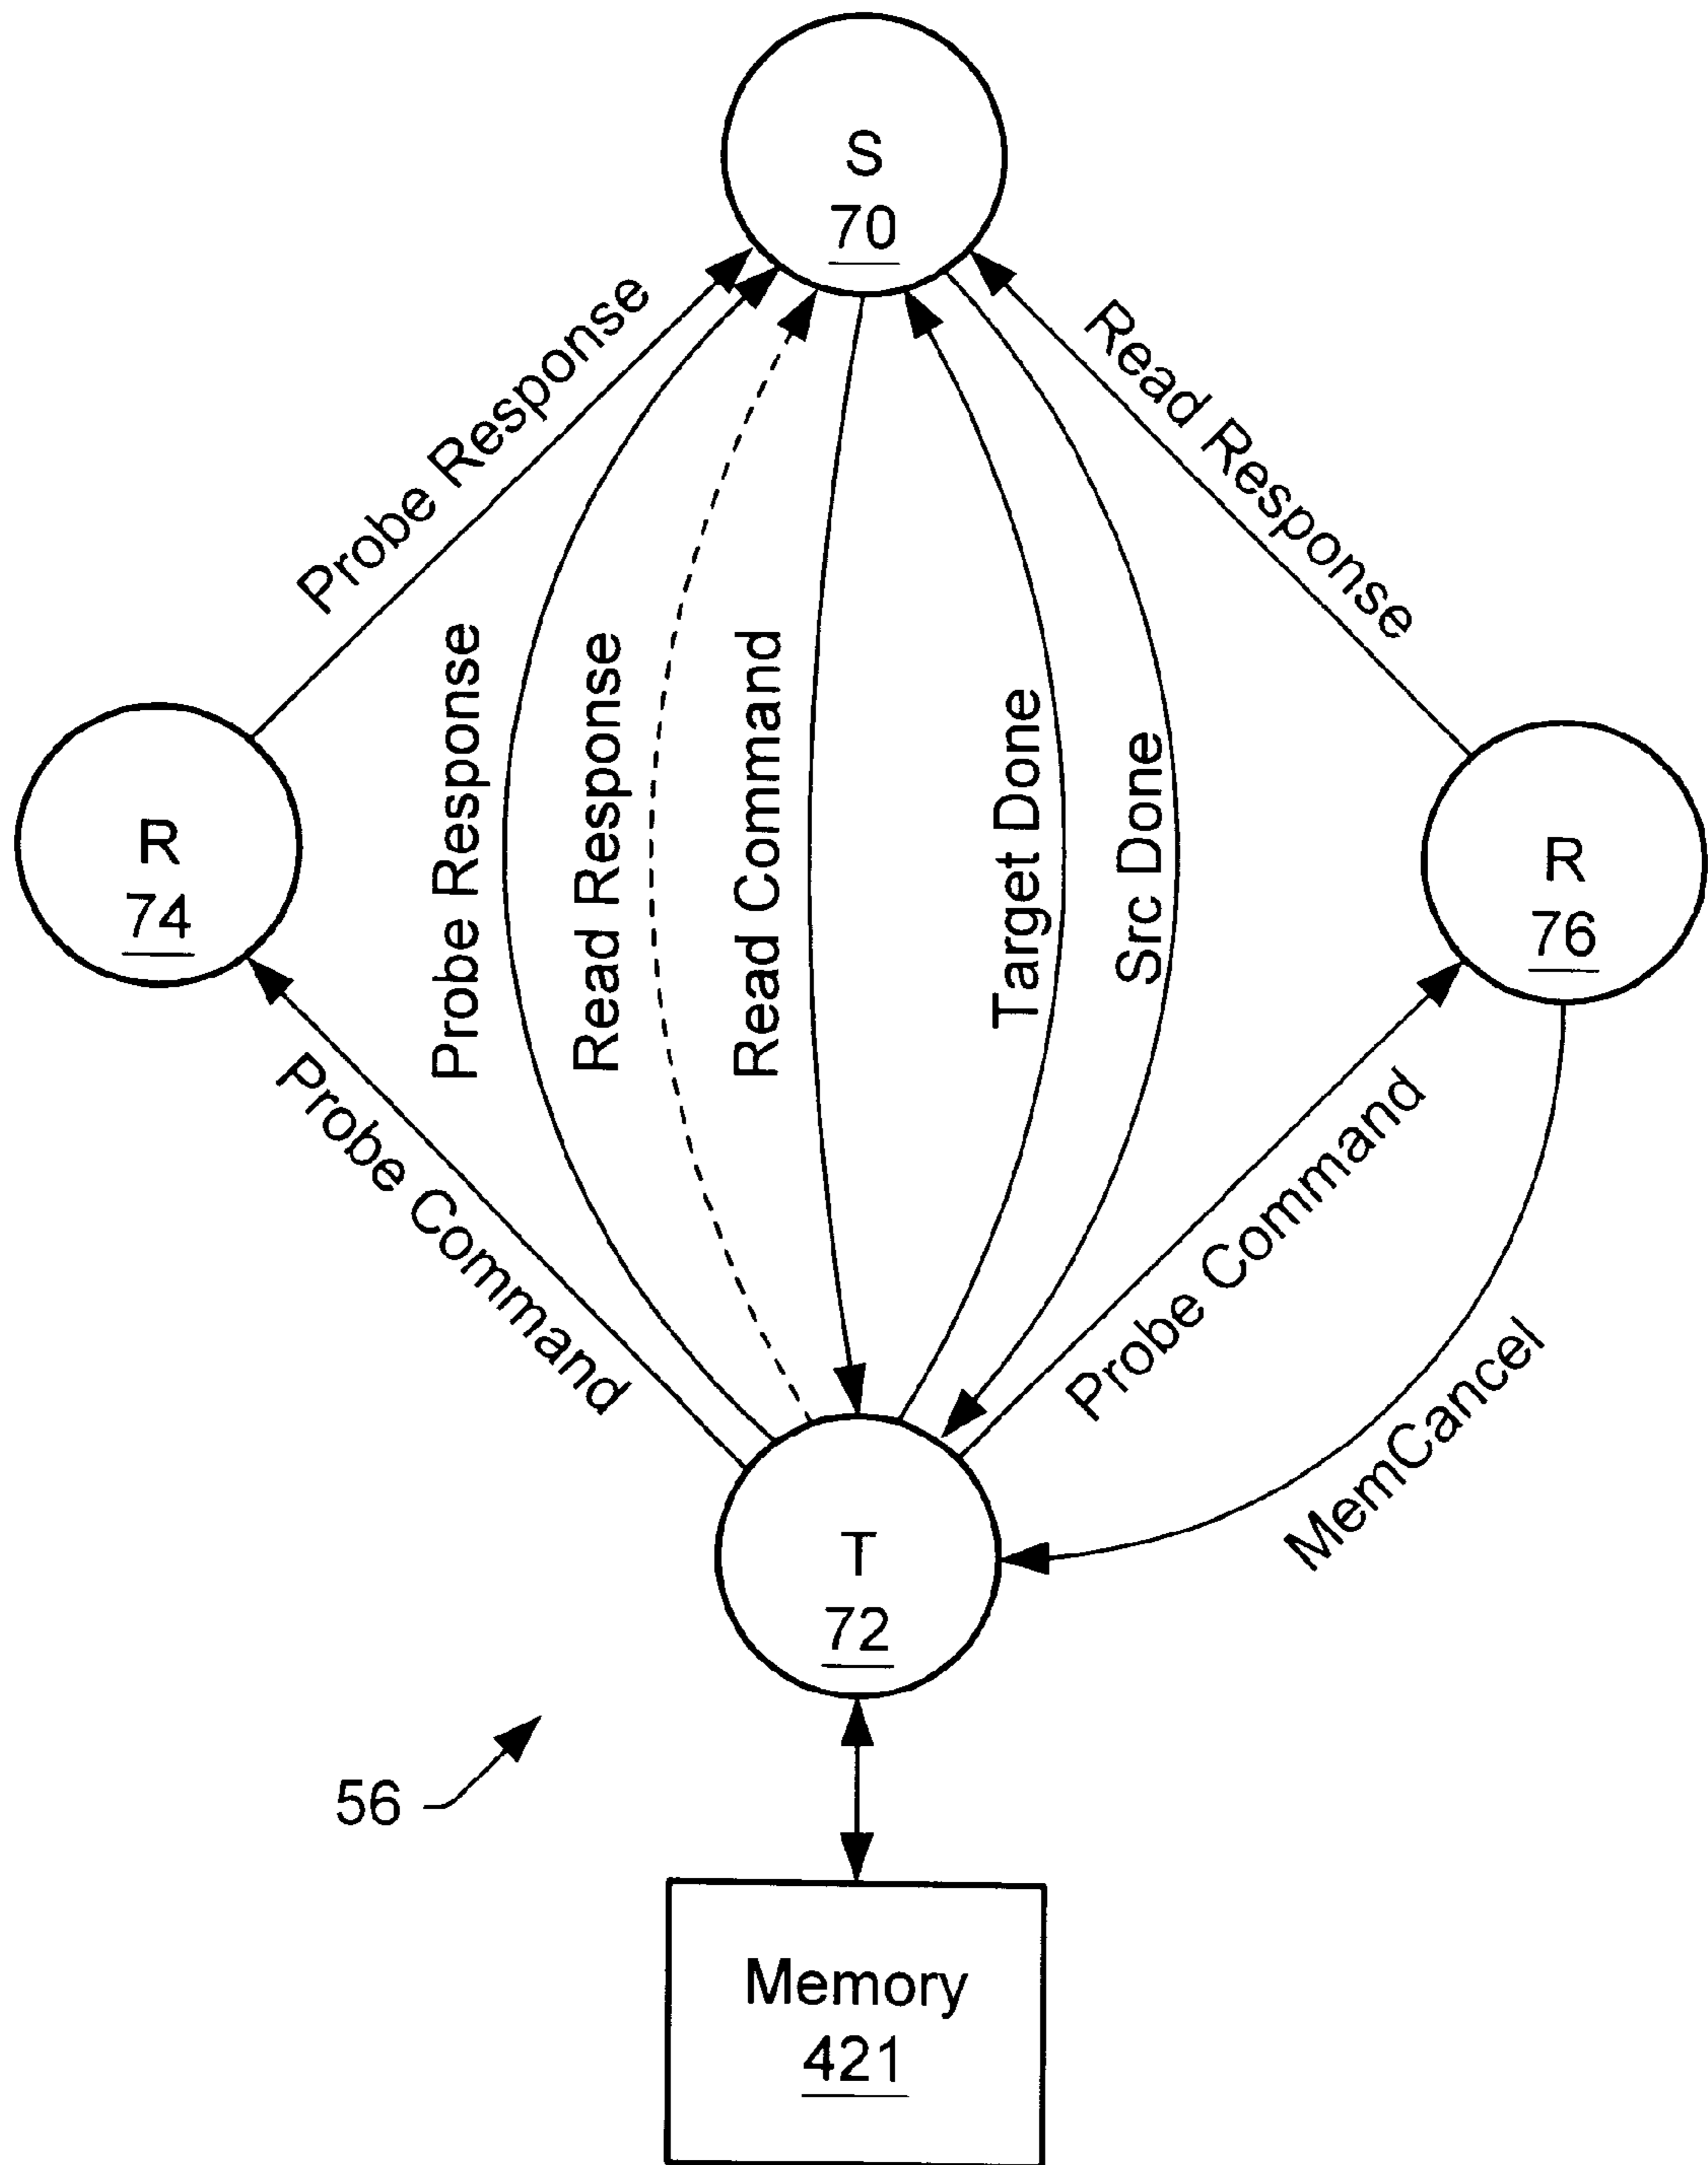 S
70
Probe Response
Read Response
R
74
Probe Response
Read Response
Read Command
Target Done
Src Done
R
76
Probe Command
Probe Command
MemCancel
T
72
56
Memory
421